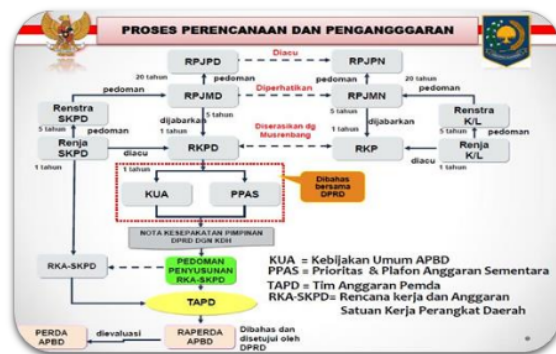 PROSES PERENCANAAN DAN PENGANGGGARAN
RPJPD
Diacu
RPJPN
20 tahun
pedoman
pedoman
20 tahun
Renstra
SKPD
pedoman
RPJMD
Diperhatikan
RPJMN
pedoman
Renstra
K/L
5 tahun
pedoman
dijabarkan
5 tahun
1 tahun
Diserasikan dg
Musrenbang
5 tahun
1 tahun
dijabarkan
5 tahun
pedoman
Renja
SKPD
diacu
RKPD
RKP
diacu
Renja
K/L
1 tahun
1 tahun
1 tahun
KUA
PPAS
Dibahas
bersama
DPRD
NOTA KESEPAKATAN PIMPINAN
DPRD DGN KDH
RKA-SKPD
PEDOMAN
PENYUSUNAN
RKA-SKPD
KUA = Kebijakan Umum APBD
PPAS = Prioritas & Plafon Anggaran Sementara
TAPD = Tim Anggaran Pemda
RKA-SKPD= Rencana kerja dan Anggaran
Satuan Kerja Perangkat Daerah
TAPD
PERDA
APBD
dievaluasi
RAPERDA
APBD
Dibahas dan
disetujui oleh
DPRD